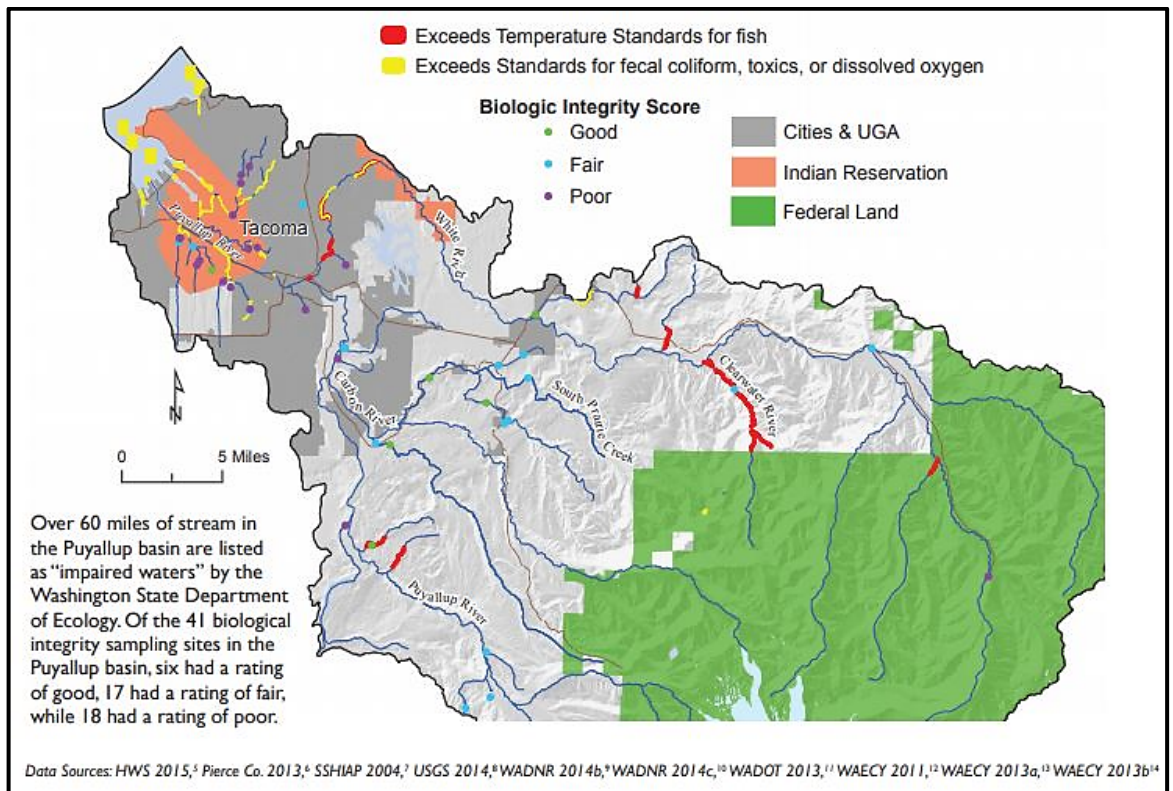 Exceeds Temperature Standards for fish
Exceeds Standards for fecal coliform, toxics, or dissolved oxygen
Biologic Integrity Score
Good
Fair
Poor
Cities & UGA
Indian Reservation
Federal Land
Tacoma
Puyallup River
White River
Carbon River
South Prairie Creek
Clearwater River
Puyallup River
N
0 5 Miles
Over 60 miles of stream in
the Puyallup basin are listed
as “impaired waters” by the
Washington State Department
of Ecology. Of the 41 biological
integrity sampling sites in the
Puyallup basin, six had a rating
of good, 17 had a rating of fair,
while 18 had a rating of poor.
Data Sources: HWS 2015,⁵ Pierce Co. 2013,⁶ SSHIAP 2004,⁷ USGS 2014,⁸ WADNR 2014b,⁹ WADNR 2014c,¹⁰ WADOT 2013,¹¹ WAECY 2011,¹² WAECY 2013a,¹³ WAECY 2013b¹⁴